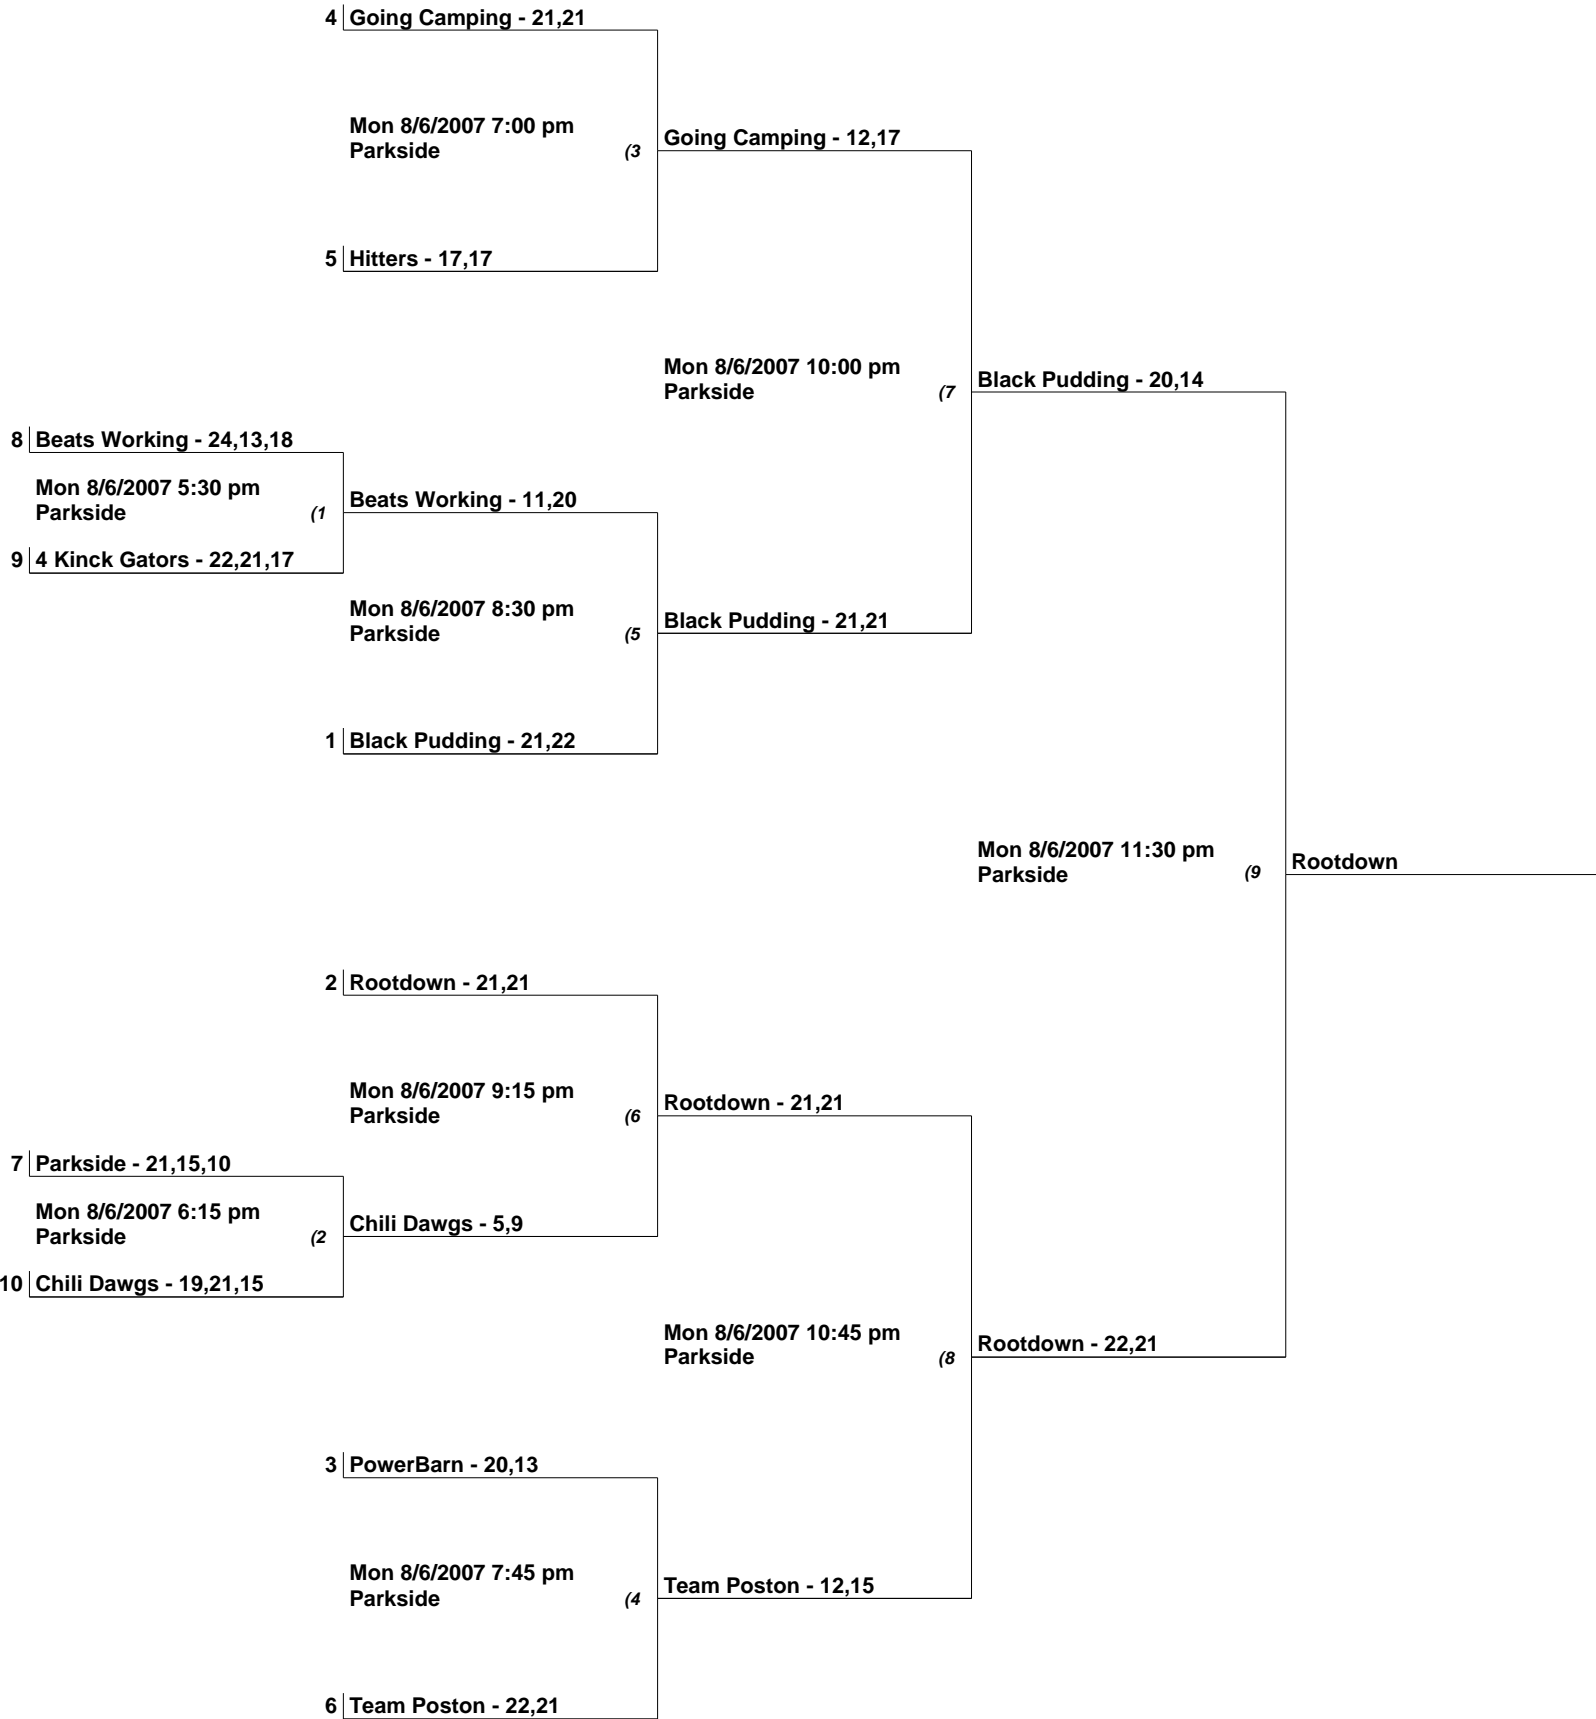 4 Going Camping - 21,21
Mon 8/6/2007 7:00 pm
Parkside (3
Going Camping - 12,17
5 Hitters - 17,17
Mon 8/6/2007 10:00 pm
Parkside (7
Black Pudding - 20,14
8 Beats Working - 24,13,18
Mon 8/6/2007 5:30 pm
Parkside (1
Beats Working - 11,20
9 4 Kinck Gators - 22,21,17
Mon 8/6/2007 8:30 pm
Parkside (5
Black Pudding - 21,21
1 Black Pudding - 21,22
Mon 8/6/2007 11:30 pm
Parkside (9
Rootdown
2 Rootdown - 21,21
Mon 8/6/2007 9:15 pm
Parkside (6
Rootdown - 21,21
7 Parkside - 21,15,10
Mon 8/6/2007 6:15 pm
Parkside (2
Chili Dawgs - 5,9
10 Chili Dawgs - 19,21,15
Mon 8/6/2007 10:45 pm
Parkside (8
Rootdown - 22,21
3 PowerBarn - 20,13
Mon 8/6/2007 7:45 pm
Parkside (4
Team Poston - 12,15
6 Team Poston - 22,21